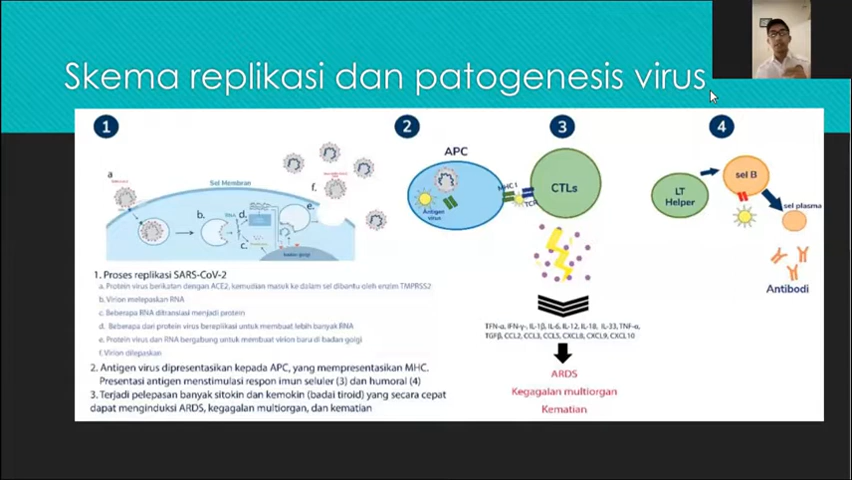 Skema replikasi dan patogenesis virus
1
2
3
4
a
Sel Membran
f.
b.
RNA
d.
e.
c.
APC
MHC I
TCR
Antigen
virus
CTLs
LT
Helper
sel B
sel plasma
Antibodi
1. Proses replikasi SARS-CoV-2
a. Protein virus berikatan dengan ACE2, kemudian masuk ke dalam sel dibantu oleh enzim TMPRSS2
b. Virion melepaskan RNA
c. Beberapa RNA ditranslasi menjadi protein
d. Beberapa dari protein virus bereplikasi untuk membuat lebih banyak RNA
e. Protein virus dan RNA bergabung untuk membuat virion baru di badan golgi
f. Virion dilepaskan
2. Antigen virus dipresentasikan kepada APC, yang mempresentasikan MHC.
Presentasi antigen menstimulasi respon imun seluler (3) dan humoral (4)
3. Terjadi pelepasan banyak sitokin dan kemokin (badai tiroid) yang secara cepat
dapat menginduksi ARDS, kegagalan multiorgan, dan kematian
TFN-α, IFN-γ-, IL-1β, IL-6, IL-12, IL-18, IL-33, TNF-α,
TGFβ, CCL2, CCL3, CCL5, CXCL8, CXCL9, CXCL10
ARDS
Kegagalan multiorgan
Kematian